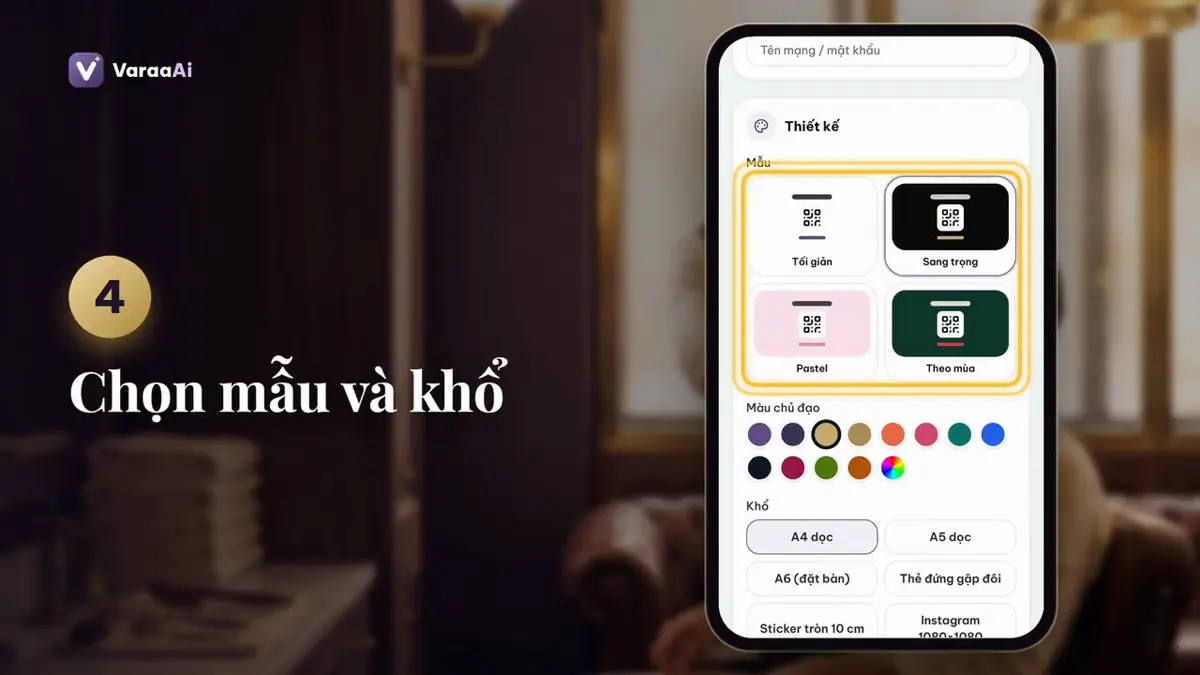 VaraaAi
4
Chọn mẫu và khổ
Tên mạng / mật khẩu
Thiết kế
Mẫu
Tối giản
Sang trọng
Pastel
Theo mùa
Màu chủ đạo
Khổ
A4 dọc
A5 dọc
A6 (đặt bàn)
Thẻ đứng gập đôi
Sticker tròn 10 cm
Instagram
1080×1080